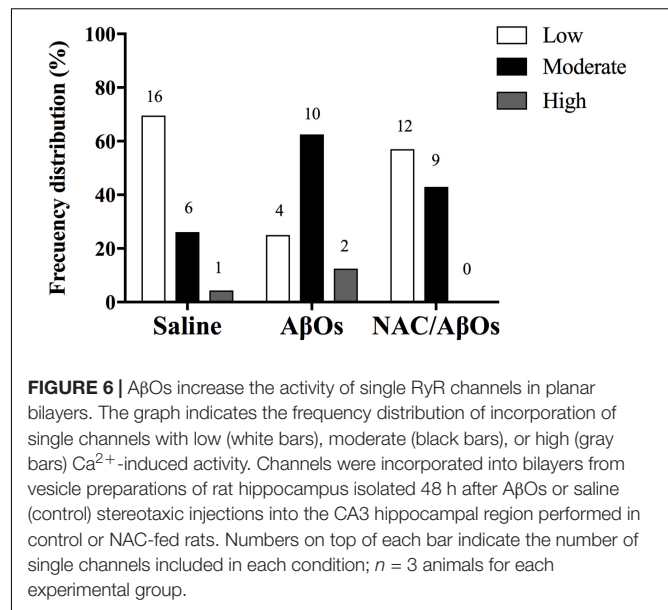 100
80
60
40
20
0
Frecuency distribution (%)
Low
Moderate
High
16
6
1
4
10
2
12
9
0
Saline
AβOs
NAC/AβOs
FIGURE 6 | AβOs increase the activity of single RyR channels in planar
bilayers. The graph indicates the frequency distribution of incorporation of
single channels with low (white bars), moderate (black bars), or high (gray
bars) Ca²⁺-induced activity. Channels were incorporated into bilayers from
vesicle preparations of rat hippocampus isolated 48 h after AβOs or saline
(control) stereotaxic injections into the CA3 hippocampal region performed in
control or NAC-fed rats. Numbers on top of each bar indicate the number of
single channels included in each condition; n = 3 animals for each
experimental group.